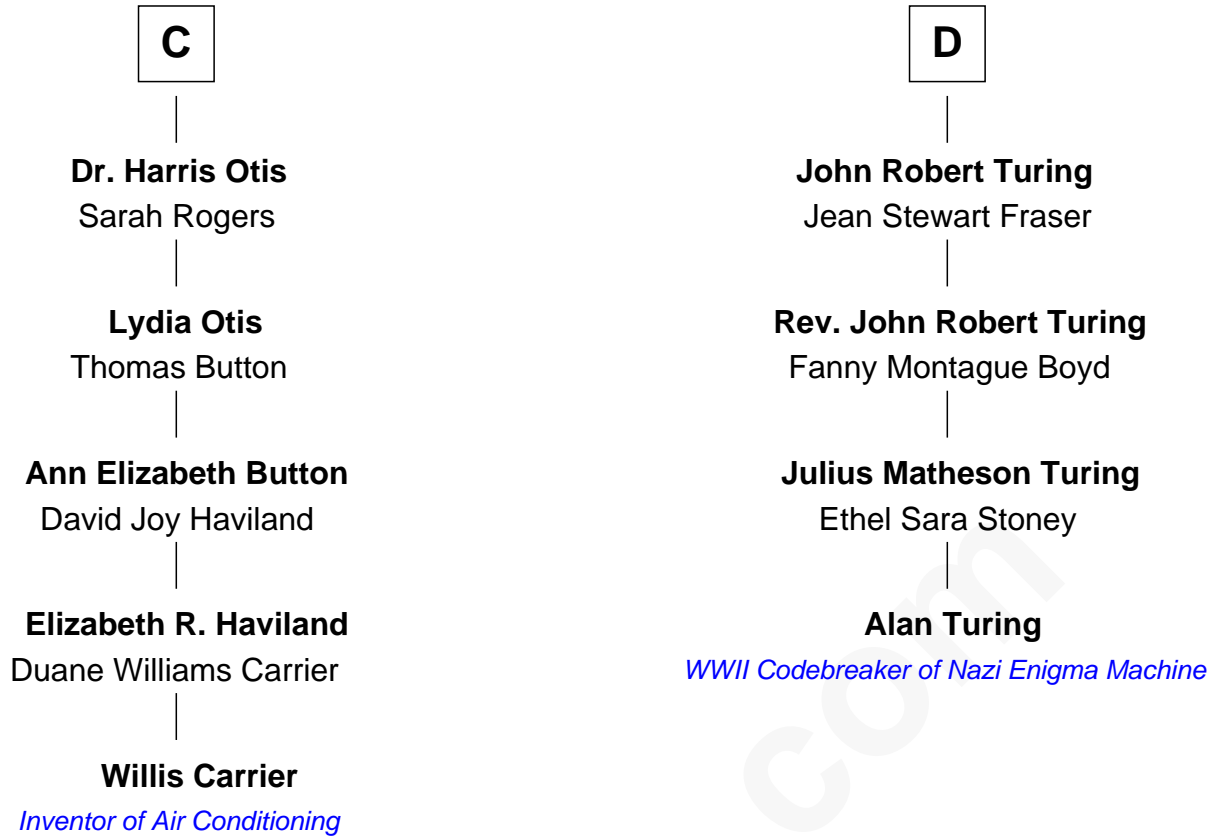 C
Dr. Harris Otis
Sarah Rogers
Lydia Otis
Thomas Button
Ann Elizabeth Button
David Joy Haviland
Elizabeth R. Haviland
Duane Williams Carrier
Willis Carrier
Inventor of Air Conditioning
D
John Robert Turing
Jean Stewart Fraser
Rev. John Robert Turing
Fanny Montague Boyd
Julius Matheson Turing
Ethel Sara Stoney
Alan Turing
WWII Codebreaker of Nazi Enigma Machine
com